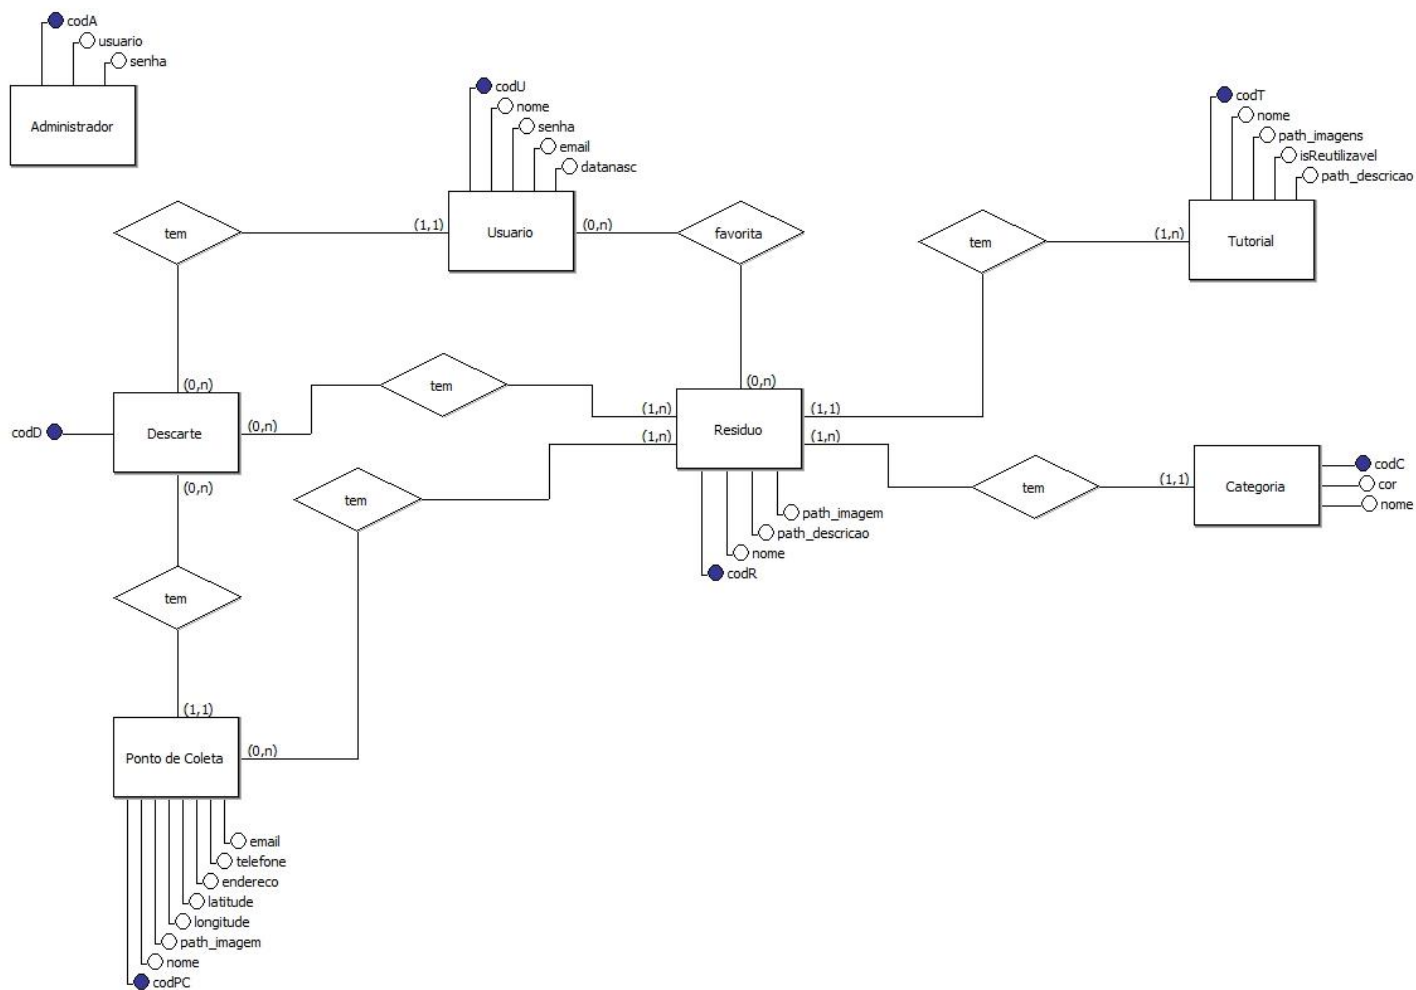 codA
usuario
senha
Administrador
codU
nome
senha
email
datanasc
Usuario
codT
nome
path_imagens
isReutilizavel
path_descricao
Tutorial
tem
(1,1)
(0,n)
favorita
tem
(1,n)
(0,n)
tem
(0,n)
codD
Descarte
(0,n)
(1,n)
(1,n)
Residuo
(1,1)
(1,n)
(0,n)
tem
tem
(1,1)
Categoria
codC
cor
nome
path_imagem
path_descricao
nome
codR
tem
(1,1)
Ponto de Coleta
(0,n)
email
telefone
endereco
latitude
longitude
path_imagem
nome
codPC